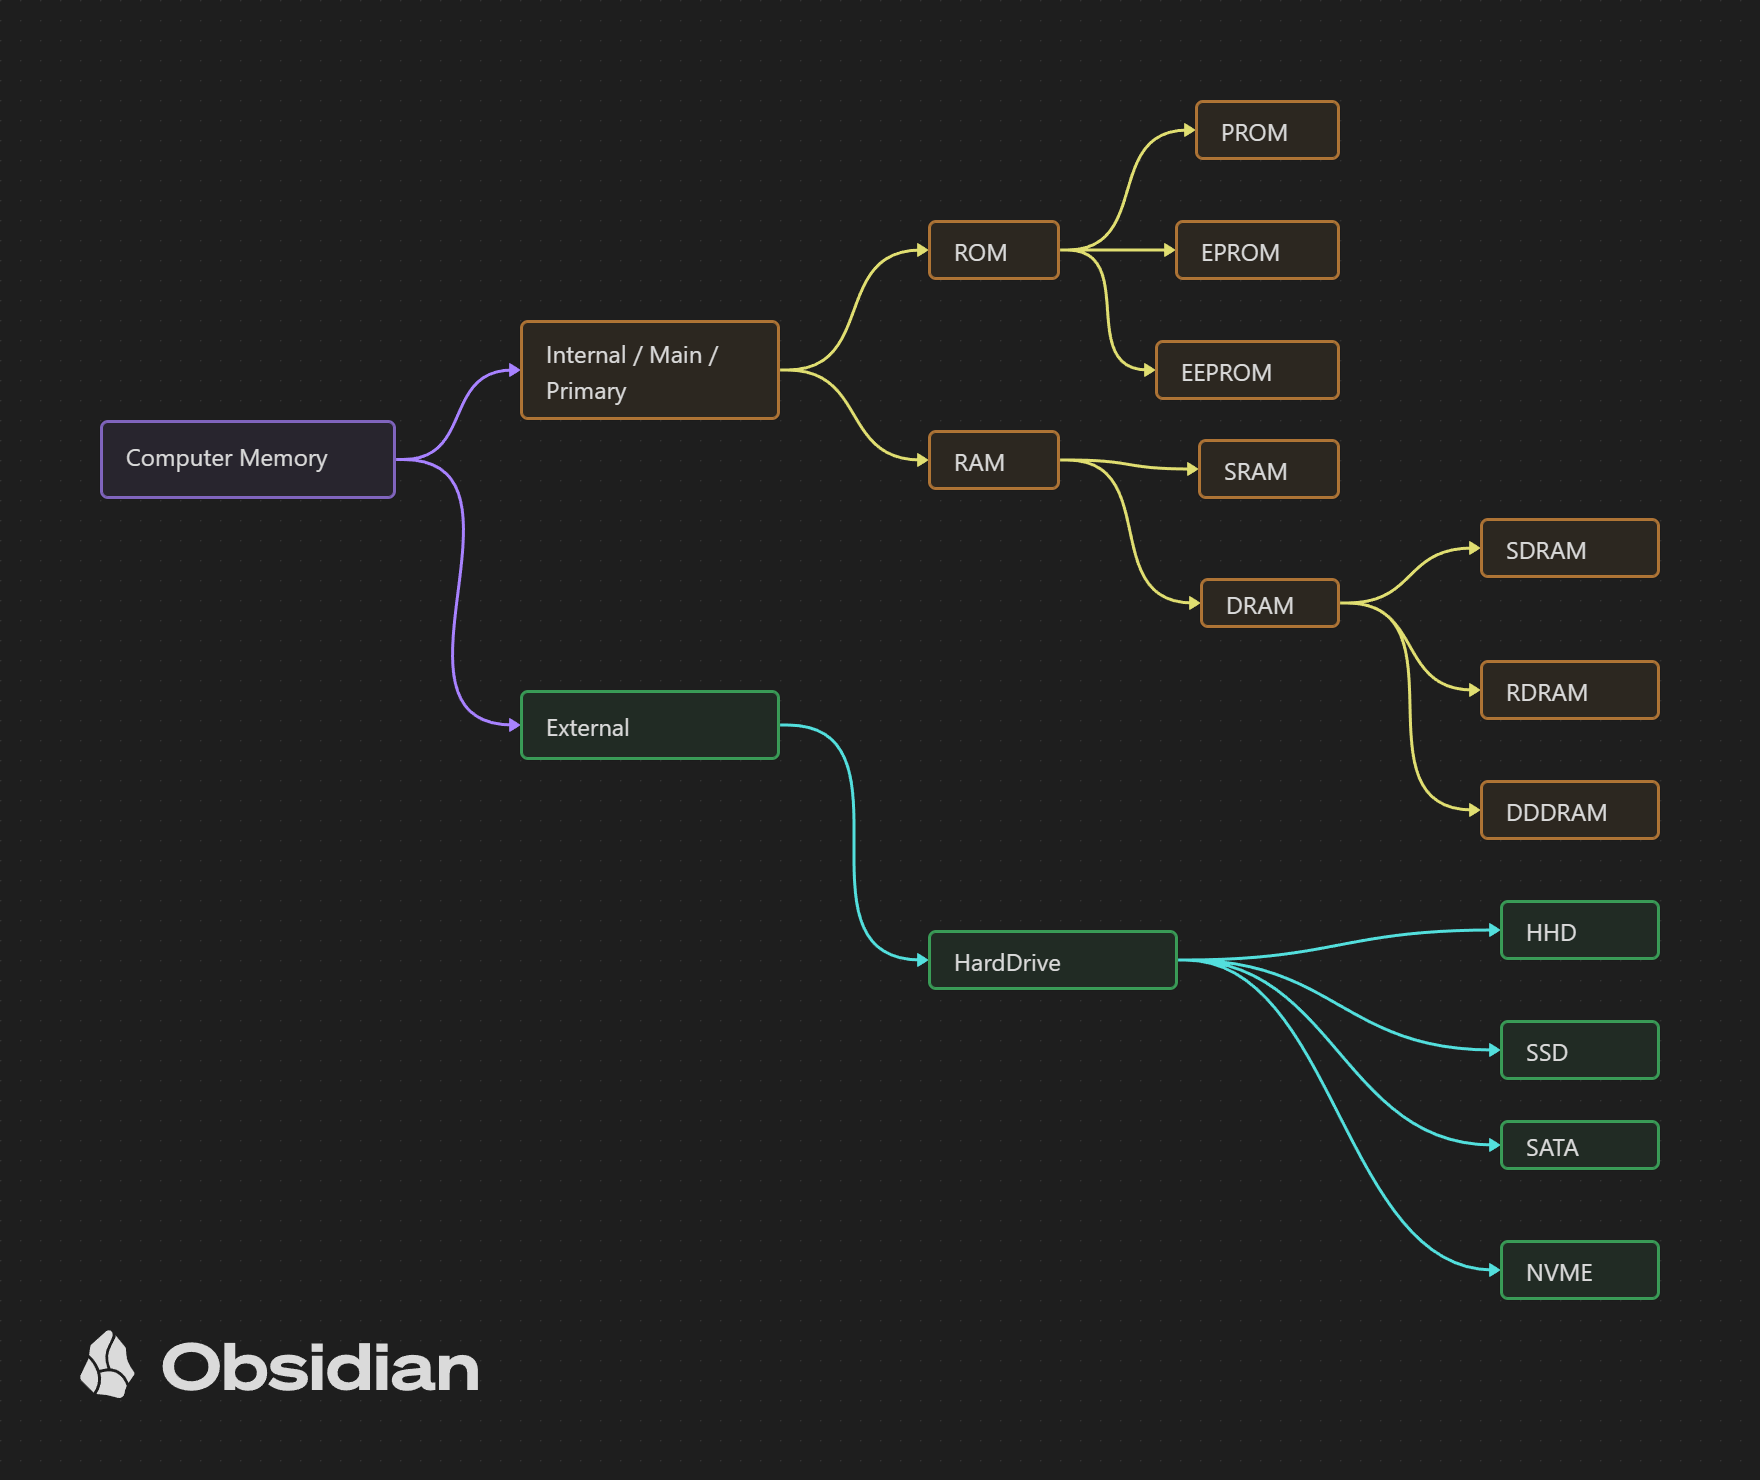 Computer Memory
Internal / Main /
Primary
External
ROM
RAM
PROM
EPROM
EEPROM
SRAM
DRAM
SDRAM
RDRAM
DDDRAM
HardDrive
HHD
SSD
SATA
NVME
Obsidian